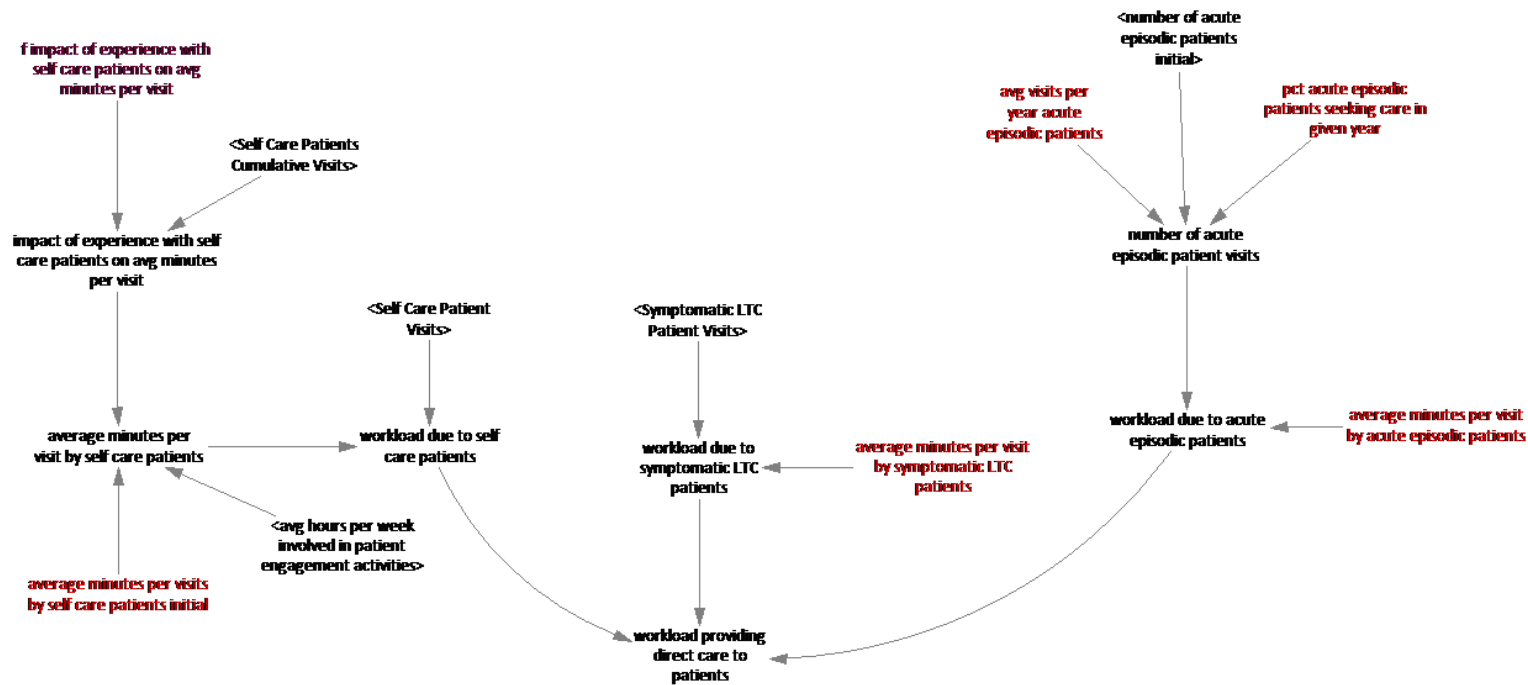 f impact of experience with
self care patients on avg
minutes per visit
<Self Care Patients
Cumulative Visits>
impact of experience with self
care patients on avg minutes
per visit
<Self Care Patient
Visits>
average minutes per
visit by self care patients
workload due to self
care patients
<avg hours per week
involved in patient
engagement activities>
average minutes per visits
by self care patients initial
<Symptomatic LTC
Patient Visits>
workload due to
symptomatic LTC
patients
average minutes per visit
by symptomatic LTC
patients
<number of acute
episodic patients
initial>
avg visits per
year acute
episodic patients
pct acute episodic
patients seeking care in
given year
number of acute
episodic patient visits
workload due to acute
episodic patients
average minutes per visit
by acute episodic patients
workload providing
direct care to
patients